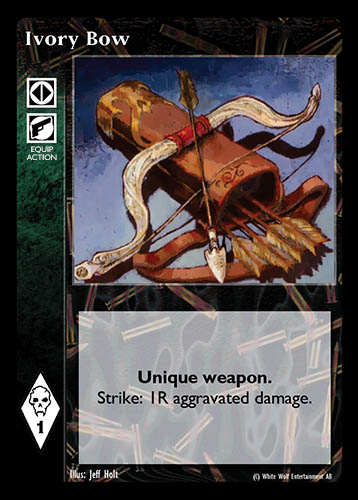 Ivory Bow
EQUIP
ACTION
Unique weapon.
Strike: 1R aggravated damage.
1
Illus: Jeff Holt
(C) White Wolf Entertainment AB